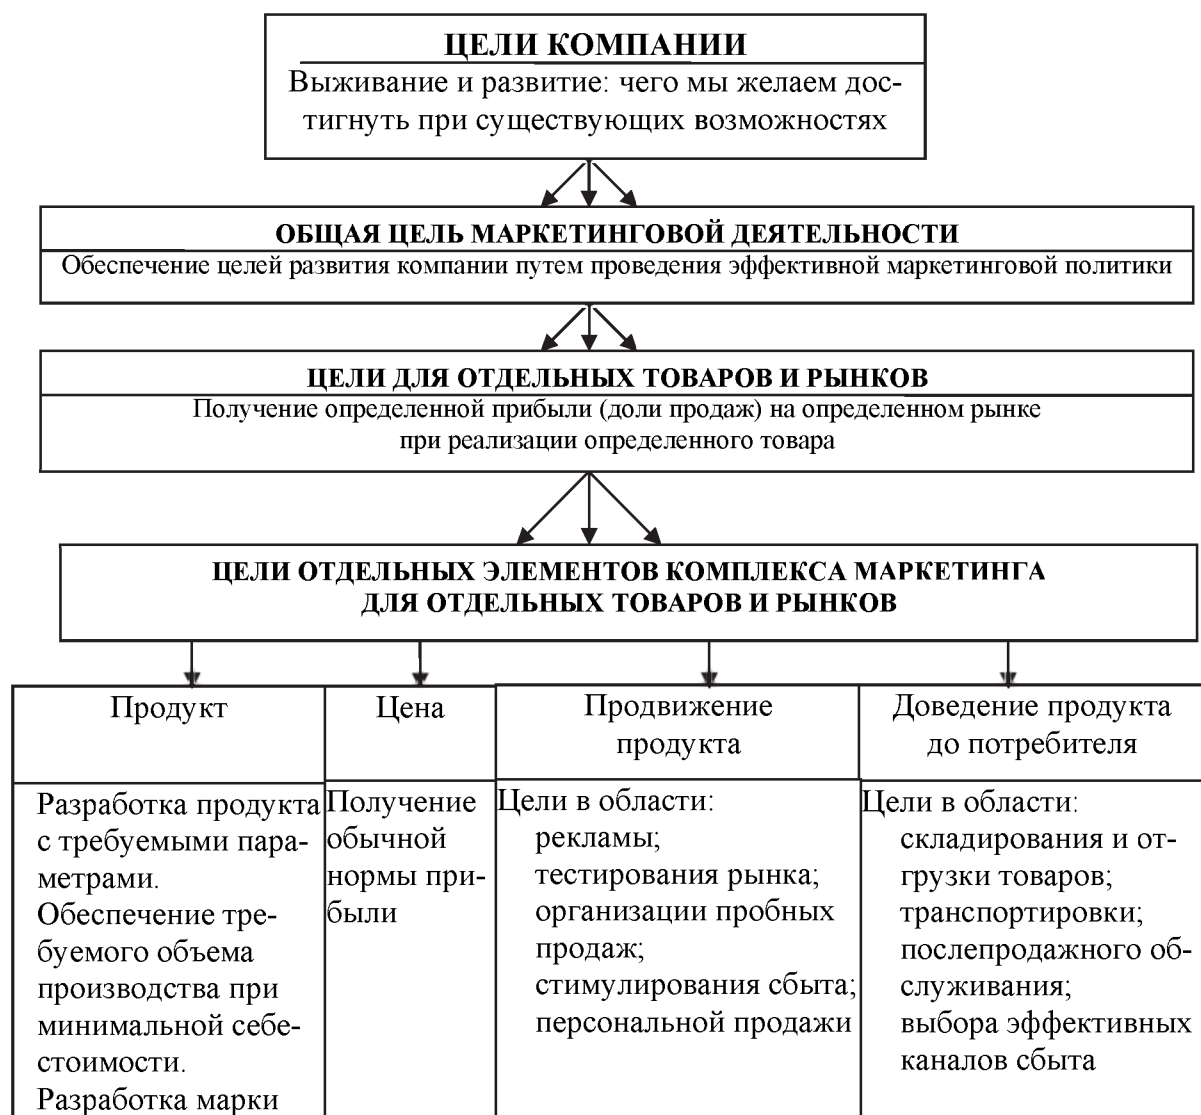 ЦЕЛИ КОМПАНИИ
Выживание и развитие: чего мы желаем дос-
тигнуть при существующих возможностях
ОБЩАЯ ЦЕЛЬ МАРКЕТИНГОВОЙ ДЕЯТЕЛЬНОСТИ
Обеспечение целей развития компании путем проведения эффективной маркетинговой политики
ЦЕЛИ ДЛЯ ОТДЕЛЬНЫХ ТОВАРОВ И РЫНКОВ
Получение определенной прибыли (доли продаж) на определенном рынке
при реализации определенного товара
ЦЕЛИ ОТДЕЛЬНЫХ ЭЛЕМЕНТОВ КОМПЛЕКСА МАРКЕТИНГА
ДЛЯ ОТДЕЛЬНЫХ ТОВАРОВ И РЫНКОВ
Продукт
Разработка продукта
с требуемыми пара-
метрами.
Обеспечение тре-
буемого объема
производства при
минимальной себе-
стоимости.
Разработка марки
Цена
Получение
обычной
нормы при-
были
Продвижение
продукта
Цели в области:
рекламы;
тестирования рынка;
организации пробных
продаж;
стимулирования сбыта;
персональной продажи
Доведение продукта
до потребителя
Цели в области:
складирования и от-
грузки товаров;
транспортировки;
послепродажного об-
служивания;
выбора эффективных
каналов сбыта